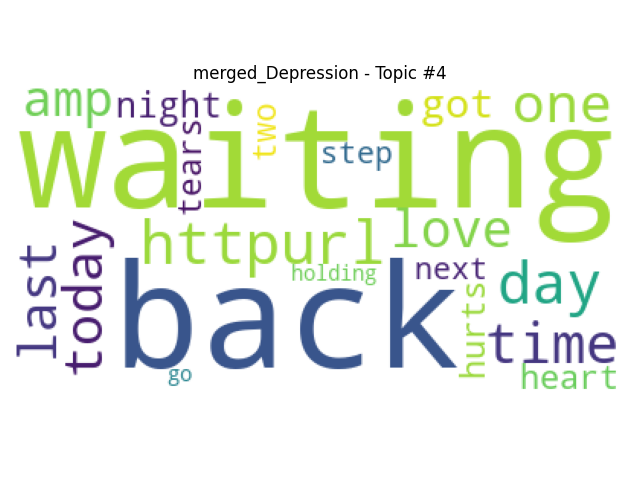 merged_Depression - Topic #4
amp
night
two
got
one
waiting
tears
step
httpurl
love
last
today
holding
next
day
back
hurts
time
go
heart